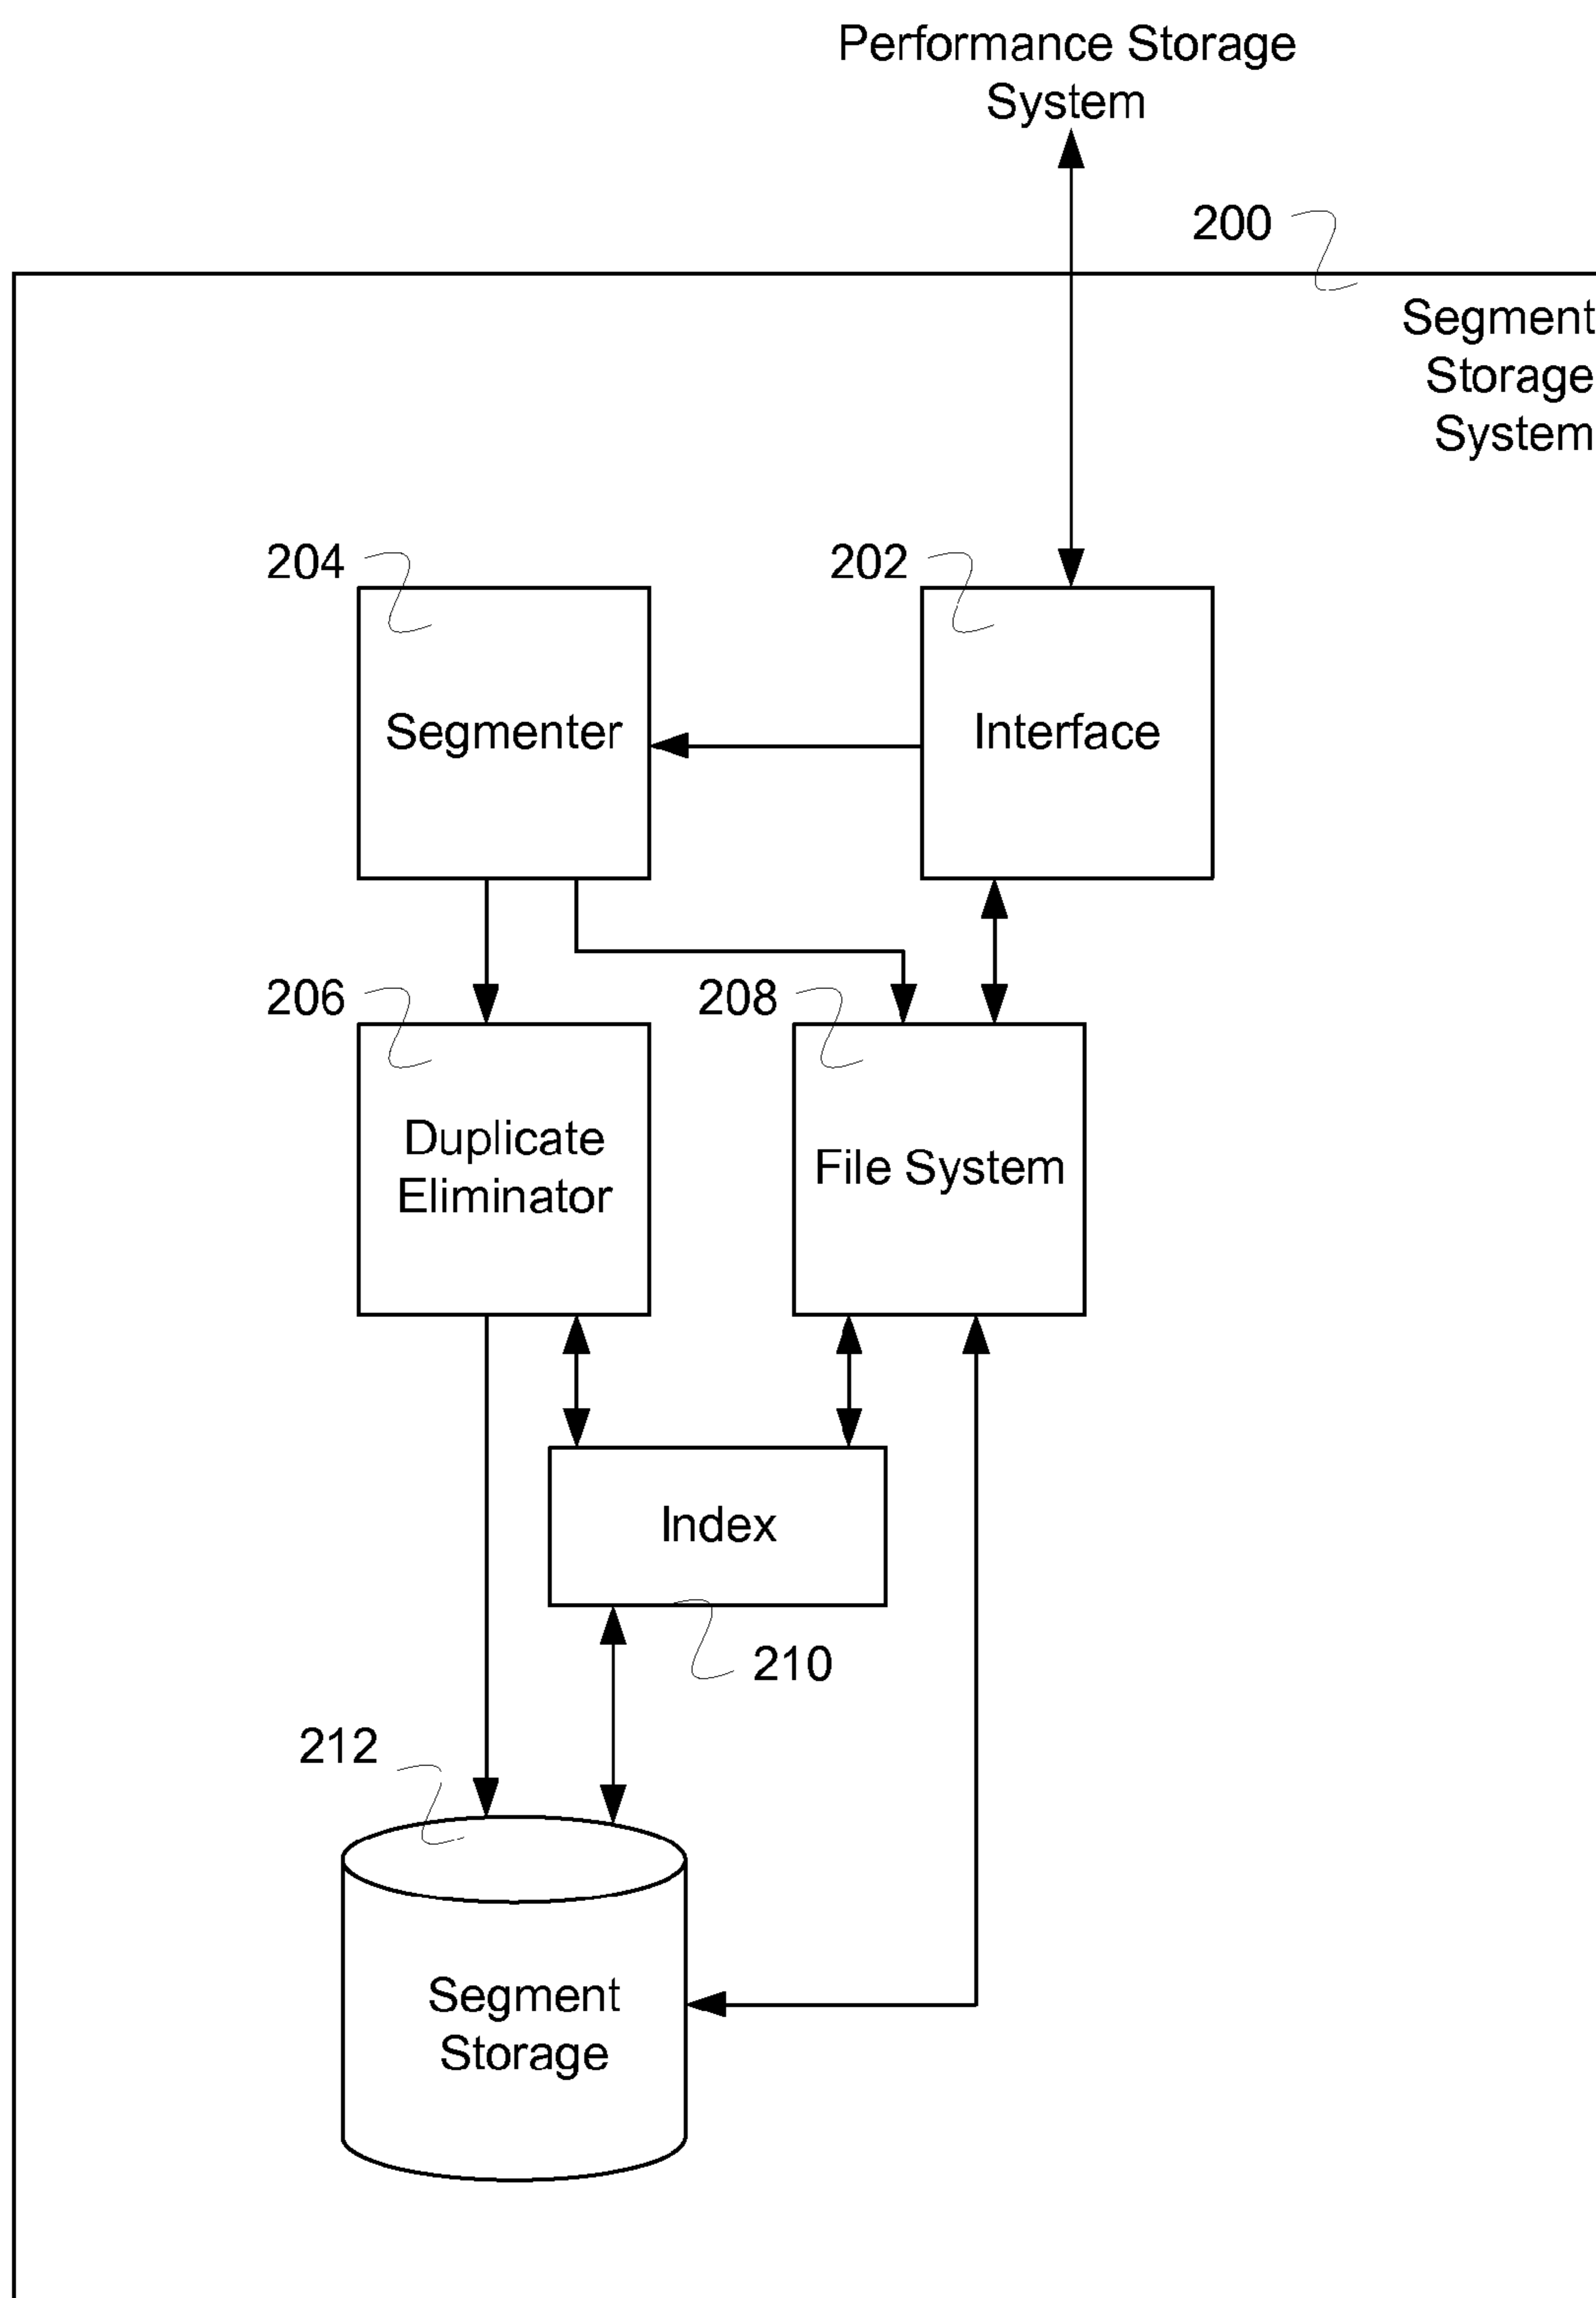 Performance Storage
System
200
Segment
Storage
System
204
202
Segmenter
Interface
206
208
Duplicate
Eliminator
File System
Index
210
212
Segment
Storage